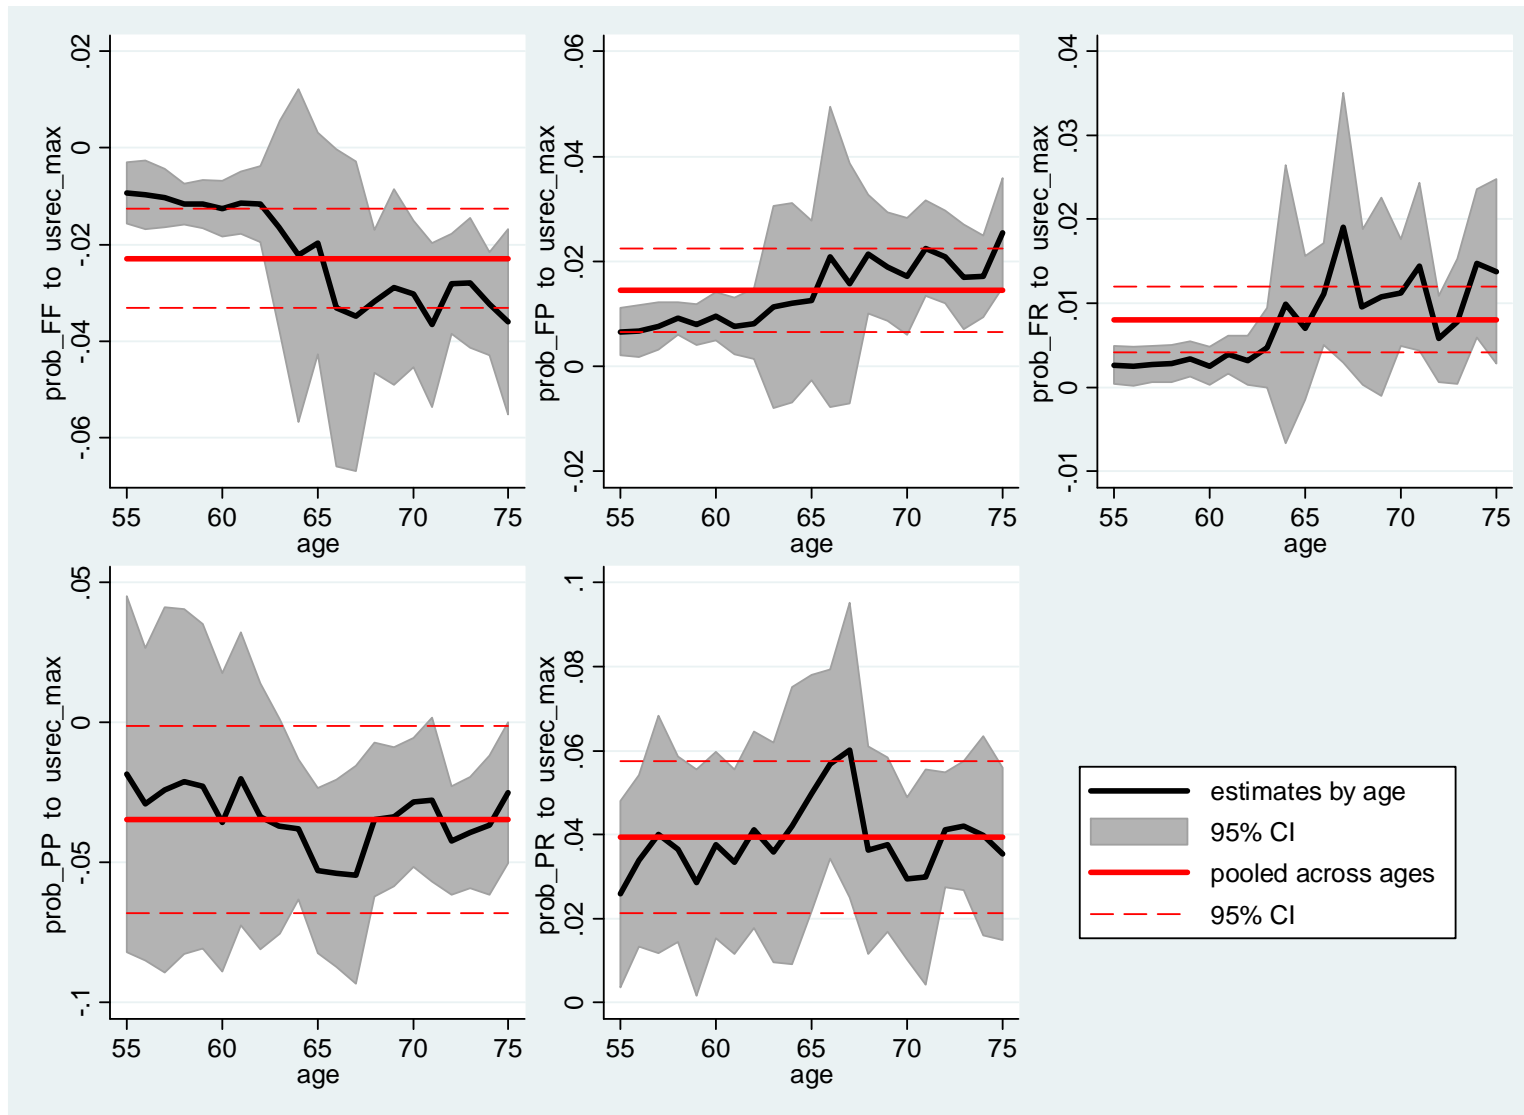 prob_FF to usrec_max
.02
0
-.02
-.04
-.06
55 60 65 70 75
age
prob_FP to usrec_max
.06
.04
.02
0
-.02
55 60 65 70 75
age
prob_FR to usrec_max
.04
.03
.02
.01
0
-.01
55 60 65 70 75
age
prob_PP to usrec_max
.05
0
-.05
-.1
55 60 65 70 75
age
prob_PR to usrec_max
.1
.08
.06
.04
.02
0
55 60 65 70 75
age
estimates by age
95% CI
pooled across ages
95% CI